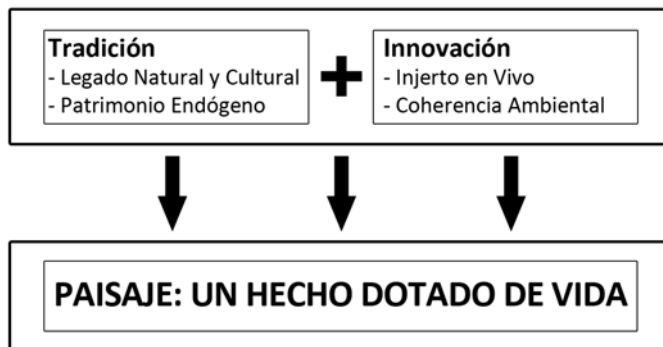 Tradición
- Legado Natural y Cultural
- Patrimonio Endógeno
+
Innovación
- Injerto en Vivo
- Coherencia Ambiental
PAISAJE: UN HECHO DOTADO DE VIDA